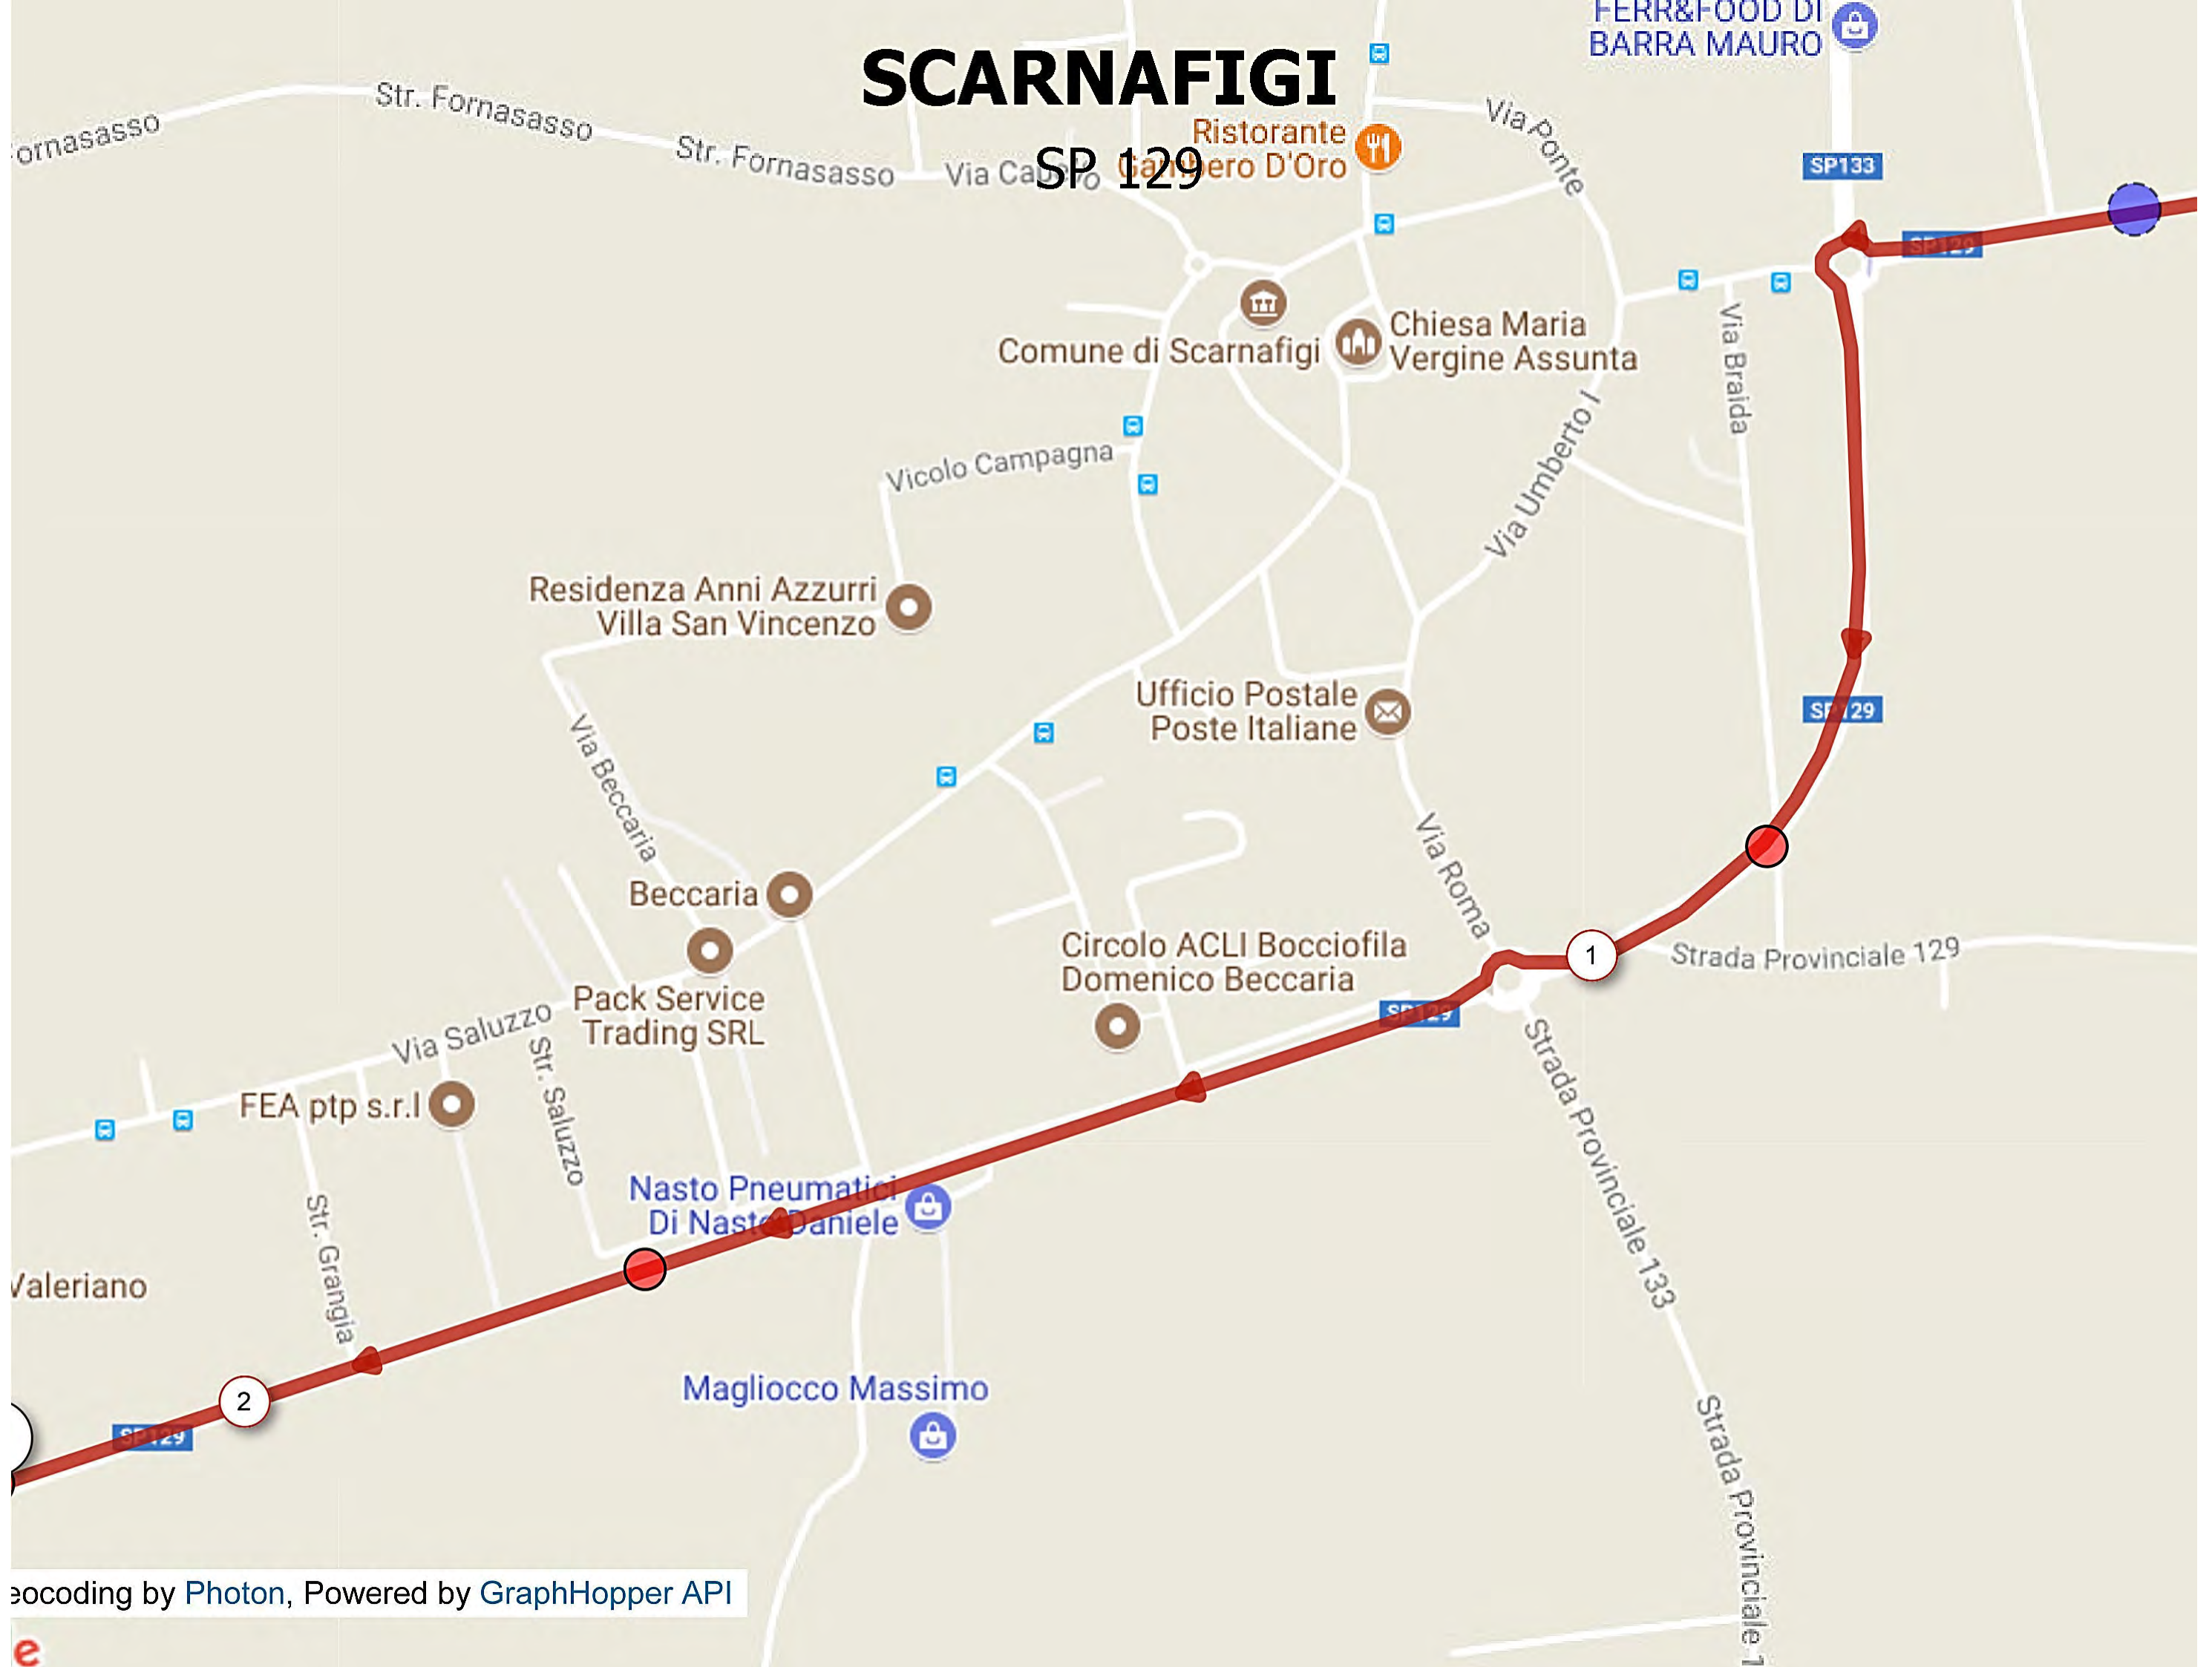 FERR&FOOD DI
BARRA MAURO
SCARNAFIGI
SP 129
Str. Fornasasso
Str. Fornasasso
ornasasso
Via Ponte
Ristorante
Gambero D'Oro
SP133
SP129
Comune di Scarnafigi
Chiesa Maria
Vergine Assunta
Via Braida
Via Umberto I
Vicolo Campagna
Residenza Anni Azzurri
Villa San Vincenzo
Ufficio Postale
Poste Italiane
SP129
Via Beccaria
Via Roma
Beccaria
Circolo ACLI Bocciofila
Domenico Beccaria
1
Strada Provinciale 129
Pack Service
Trading SRL
SP129
Via Saluzzo
Str. Saluzzo
FEA ptp s.r.l
Strada Provinciale 133
Nasto Pneumatici
Di Nasto Daniele
Str. Grangia
Valeriano
Magliocco Massimo
2
SP129
Strada Provinciale 1
eocoding by Photon, Powered by GraphHopper API
e